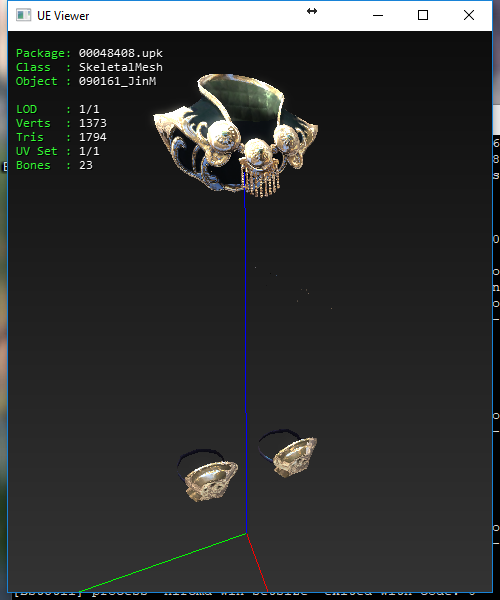 UE Viewer
Package: 00048408.upk
Class : SkeletalMesh
Object : 090161_JinM
LOD : 1/1
Verts : 1373
Tris : 1794
UV Set : 1/1
Bones : 23